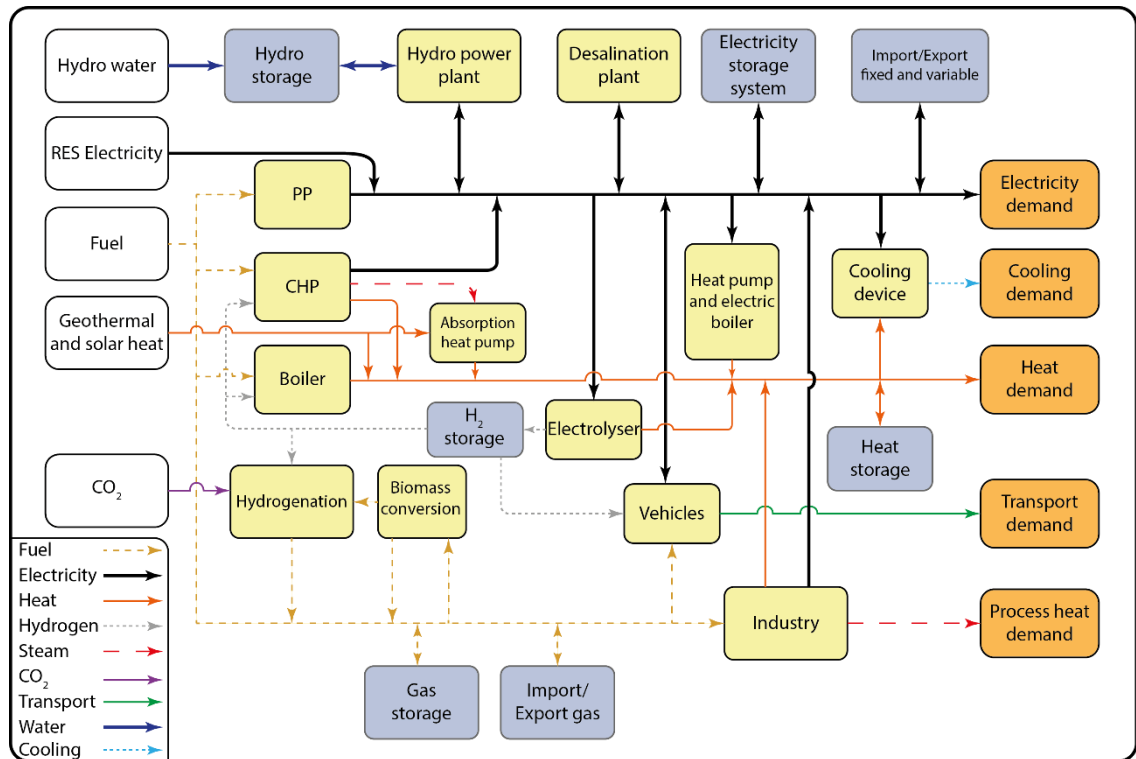 Hydro water
Hydro
storage
Hydro power
plant
Desalination
plant
Electricity
storage
system
Import/Export
fixed and variable
RES Electricity
PP
Electricity
demand
Fuel
CHP
Heat pump
and electric
boiler
Cooling
device
Cooling
demand
Geothermal
and solar heat
Absorption
heat pump
Boiler
Heat
demand
H₂
storage
Electrolyser
Heat
storage
CO₂
Hydrogenation
Biomass
conversion
Vehicles
Transport
demand
Industry
Process heat
demand
Gas
storage
Import/
Export gas
Fuel
Electricity
Heat
Hydrogen
Steam
CO₂
Transport
Water
Cooling